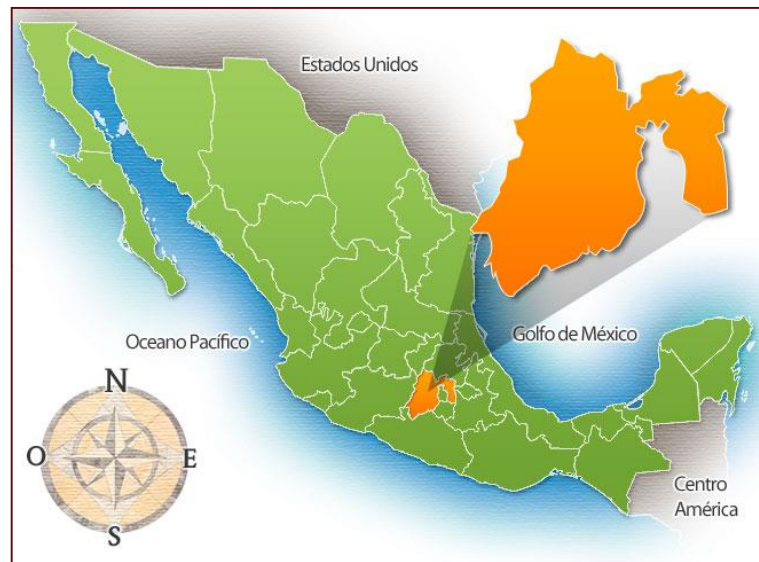 Estados Unidos
Golfo de México
Oceano Pacífico
N
O
E
S
Centro
América